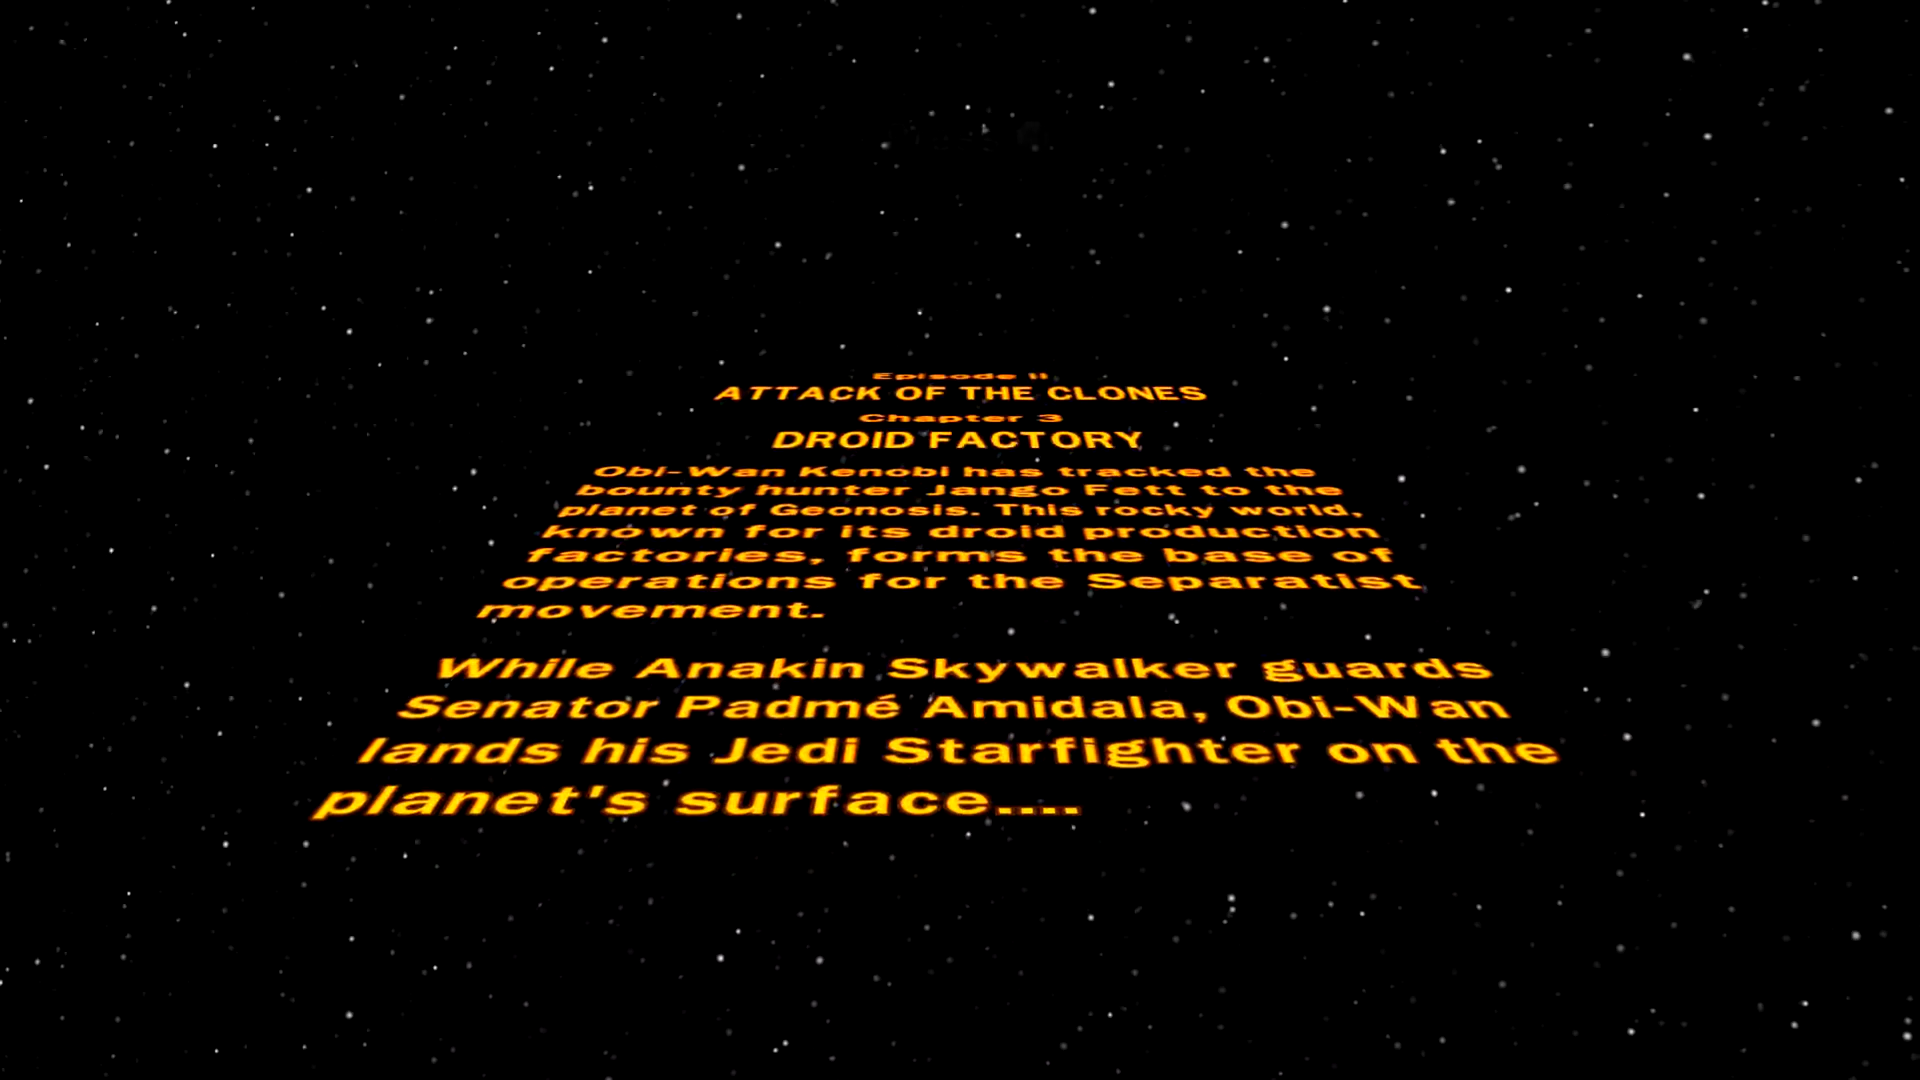 Episode II
ATTACK OF THE CLONES
Chapter 3
DROID FACTORY
Obi-Wan Kenobi has tracked the
bounty hunter Jango Fett to the
planet of Geonosis. This rocky world,
known for its droid production
factories, forms the base of
operations for the Separatist
movement.
While Anakin Skywalker guards
Senator Padmé Amidala, Obi-Wan
lands his Jedi Starfighter on the
planet's surface....